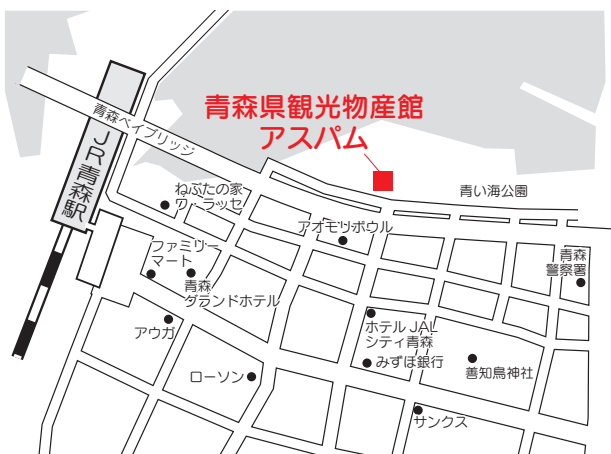 青森県観光物産館
アスパム
青森ベイブリッジ
JR青森駅
ねぶたの家
ワ・ラッセ
青い海公園
アオモリボウル
ファミリー
マート
青森
グランドホテル
青森
警察署
アウガ
ホテルJAL
シティ青森
みずほ銀行
善知鳥神社
ローソン
サンクス